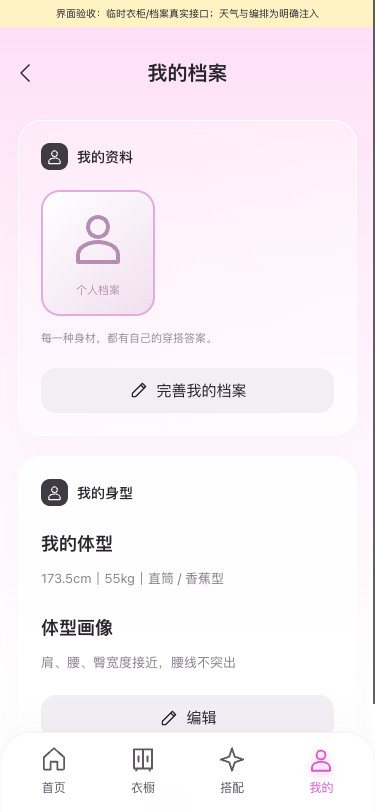 界面验收：临时衣柜/档案真实接口；天气与编排为明确注入
我的档案
我的资料
个人档案
每一种身材，都有自己的穿搭答案。
完善我的档案
我的身型
我的体型
173.5cm｜55kg｜直筒 / 香蕉型
体型画像
肩、腰、臀宽度接近，腰线不突出
编辑
首页
衣橱
搭配
我的